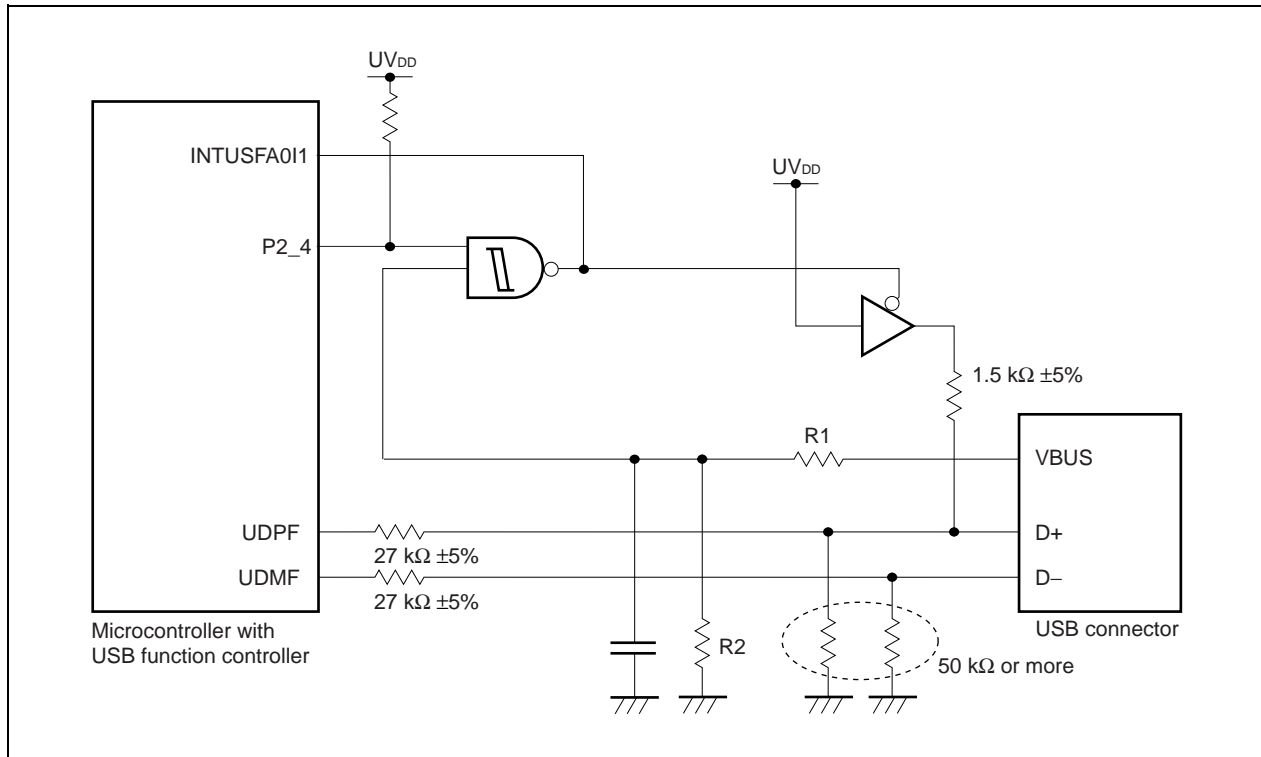 UVDD
INTUSFA0I1
UVDD
P2_4
1.5 kΩ ±5%
R1
VBUS
UDPF
27 kΩ ±5%
D+
UDMF
27 kΩ ±5%
D−
Microcontroller with
USB function controller
R2
50 kΩ or more
USB connector